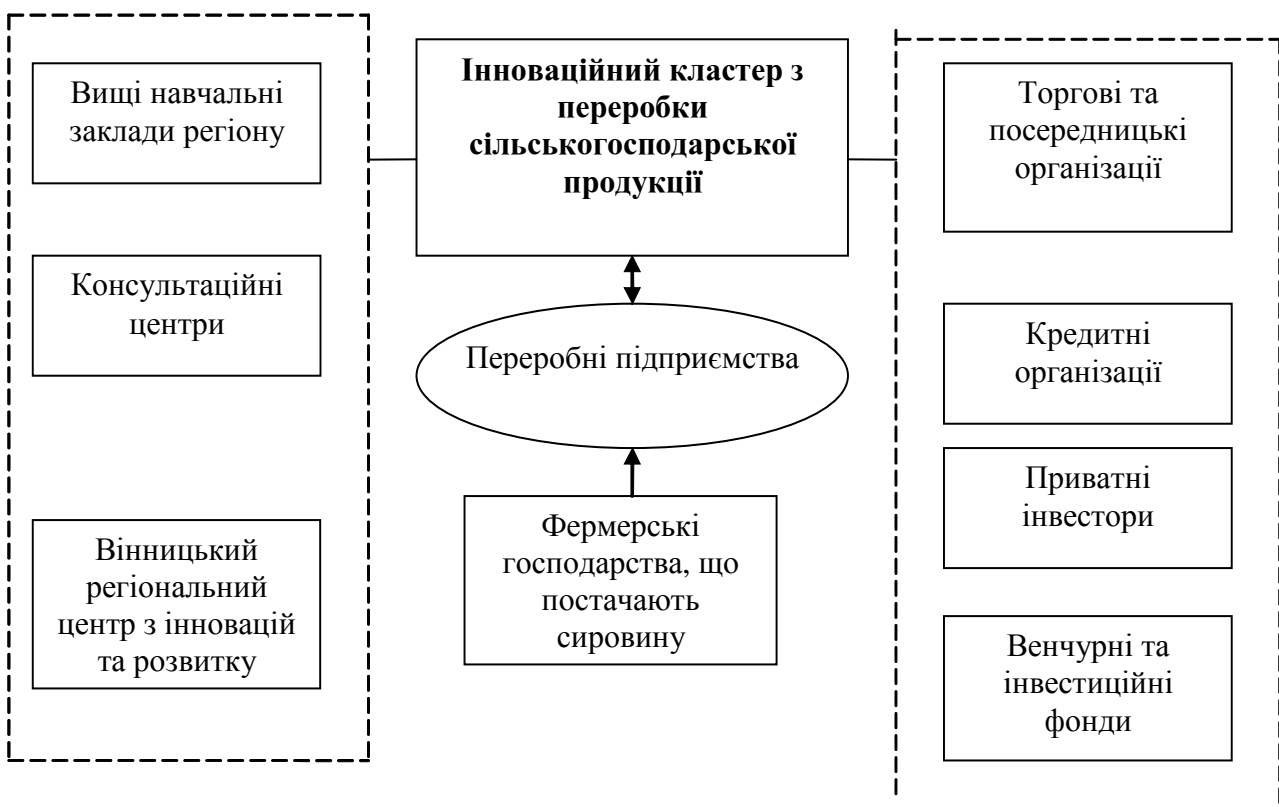 Вищі навчальні
заклади регіону
Консультаційні
центри
Вінницький
регіональний
центр з інновацій
та розвитку
Інноваційний кластер з
переробки
сільськогосподарської
продукції
Переробні підприємства
Фермерські
господарства, що
постачають
сировину
Торгові та
посередницькі
організації
Кредитні
організації
Приватні
інвестори
Венчурні та
інвестиційні
фонди